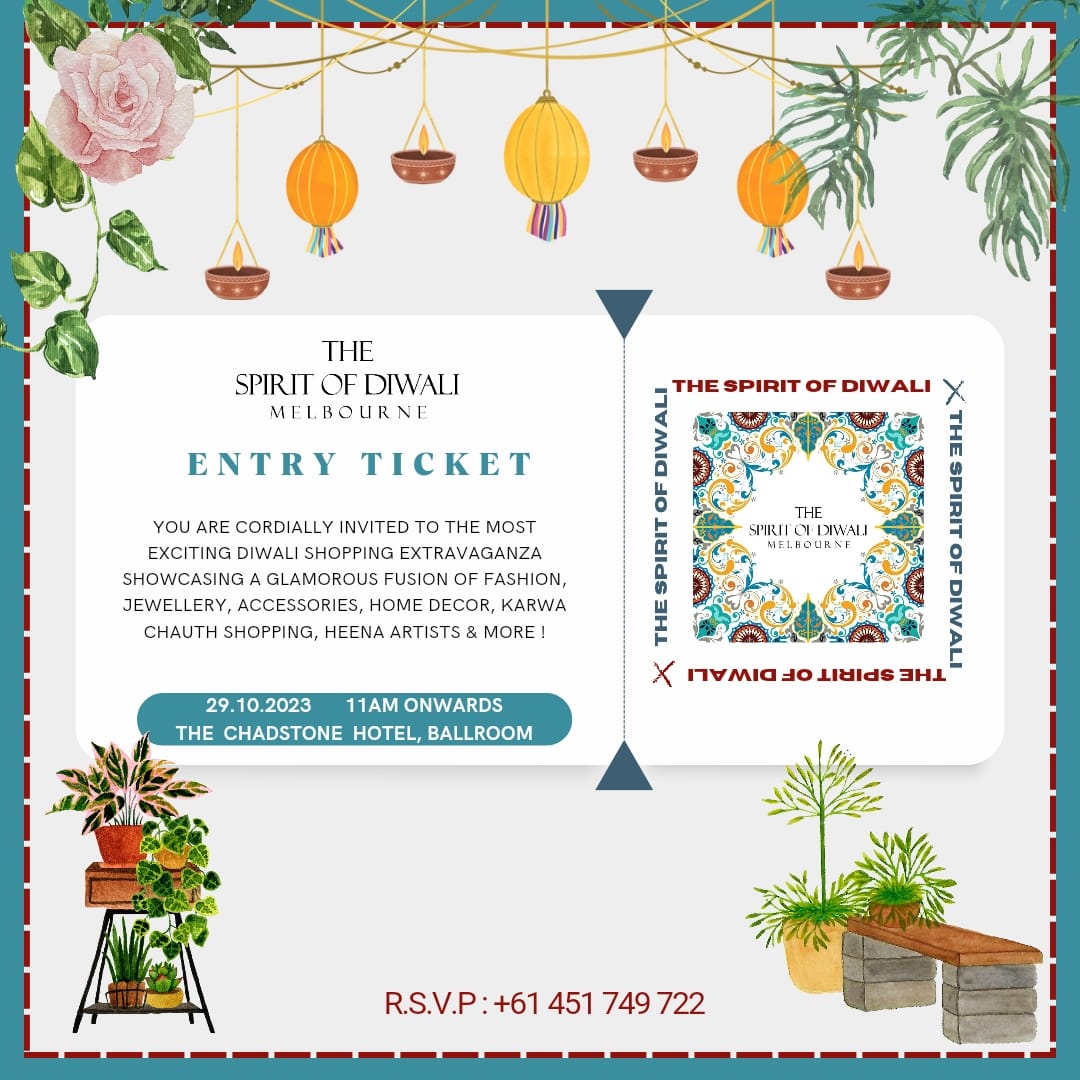 THE
SPIRIT OF DIWALI
MELBOURNE
ENTRY TICKET
YOU ARE CORDIALLY INVITED TO THE MOST
EXCITING DIWALI SHOPPING EXTRAVAGANZA
SHOWCASING A GLAMOROUS FUSION OF FASHION,
JEWELLERY, ACCESSORIES, HOME DECOR, KARWA
CHAUTH SHOPPING, HEENA ARTISTS & MORE !
29.10.2023 11AM ONWARDS
THE CHADSTONE HOTEL, BALLROOM
THE SPIRIT OF DIWALI
THE SPIRIT OF DIWALI
THE SPIRIT OF DIWALI
THE SPIRIT OF DIWALI
THE
SPIRIT OF DIWALI
MELBOURNE
R.S.V.P : +61 451 749 722